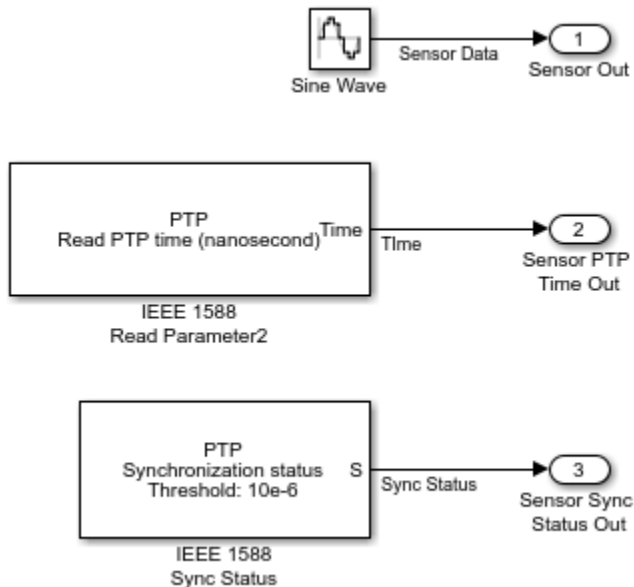 1
Sensor Data
Sine Wave
Sensor Out
PTP
Read PTP time (nanosecond)
Time
2
TIme
IEEE 1588
Read Parameter2
Sensor PTP
Time Out
PTP
Synchronization status
Threshold: 10e-6
S
3
Sync Status
IEEE 1588
Sync Status
Sensor Sync
Status Out